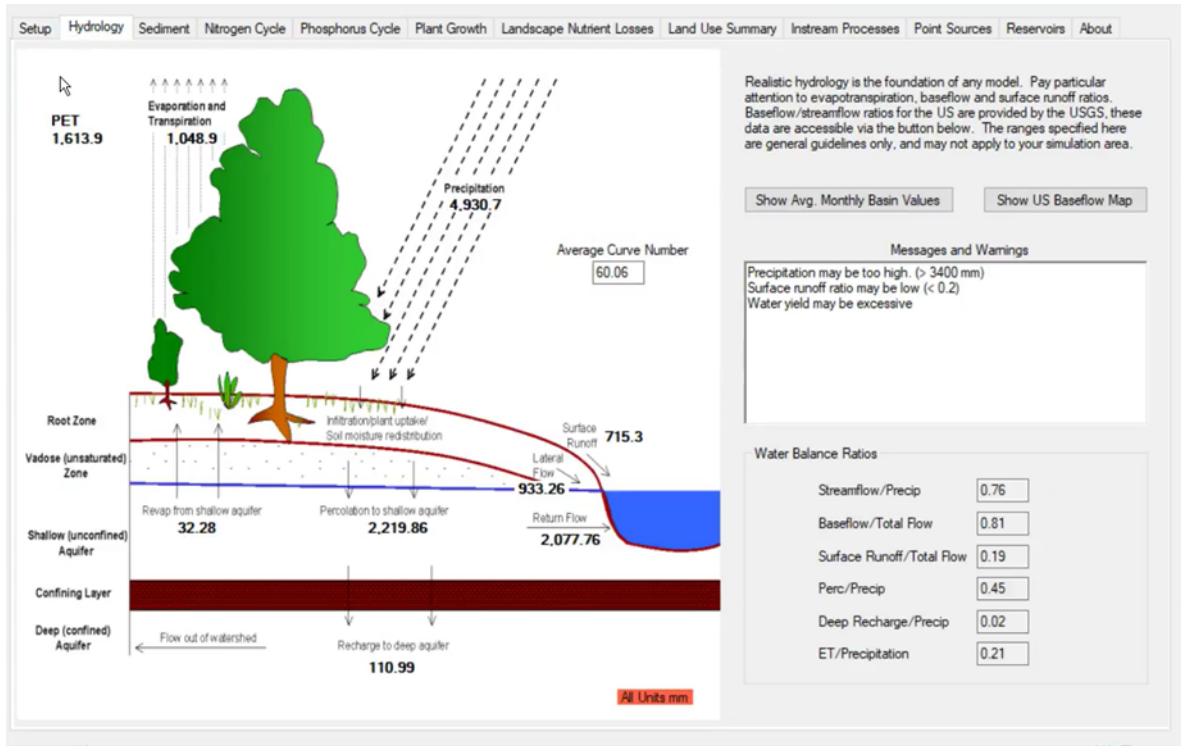 Setup Hydrology Sediment Nitrogen Cycle Phosphorus Cycle Plant Growth Landscape Nutrient Losses Land Use Summary Instream Processes Point Sources Reservoirs About
PET
1,613.9
Evaporation and
Transpiration
1,048.9
Precipitation
4,930.7
Average Curve Number
60.06
Root Zone
Infiltration/plant uptake/
Soil moisture redistribution
Surface
Runoff
715.3
Vadose (unsaturated)
Zone
Lateral
Flow
933.26
Revap from shallow aquifer
32.28
Percolation to shallow aquifer
2,219.86
Return Flow
2,077.76
Shallow (unconfined)
Aquifer
Confining Layer
Deep (confined)
Aquifer
Flow out of watershed
Recharge to deep aquifer
110.99
All Units mm
Realistic hydrology is the foundation of any model. Pay particular
attention to evapotranspiration, baseflow and surface runoff ratios.
Baseflow/streamflow ratios for the US are provided by the USGS, these
data are accessible via the button below. The ranges specified here
are general guidelines only, and may not apply to your simulation area.
Show Avg. Monthly Basin Values
Show US Baseflow Map
Messages and Warnings
Precipitation may be too high. (> 3400 mm)
Surface runoff ratio may be low (< 0.2)
Water yield may be excessive
Water Balance Ratios
Streamflow/Precip 0.76
Baseflow/Total Flow 0.81
Surface Runoff/Total Flow 0.19
Perc/Precip 0.45
Deep Recharge/Precip 0.02
ET/Precipitation 0.21